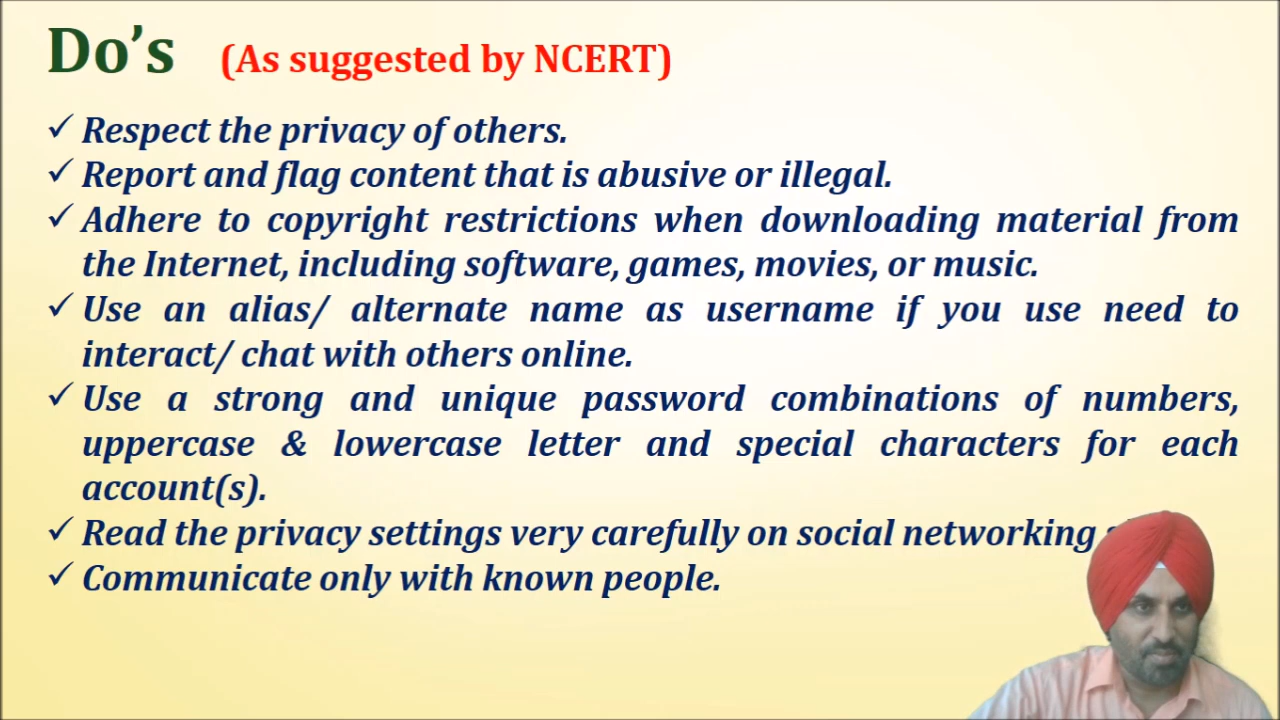 Do's (As suggested by NCERT)
✓ Respect the privacy of others.
✓ Report and flag content that is abusive or illegal.
✓ Adhere to copyright restrictions when downloading material from
the Internet, including software, games, movies, or music.
✓ Use an alias/ alternate name as username if you use need to
interact/ chat with others online.
✓ Use a strong and unique password combinations of numbers,
uppercase & lowercase letter and special characters for each
account(s).
✓ Read the privacy settings very carefully on social networking
✓ Communicate only with known people.